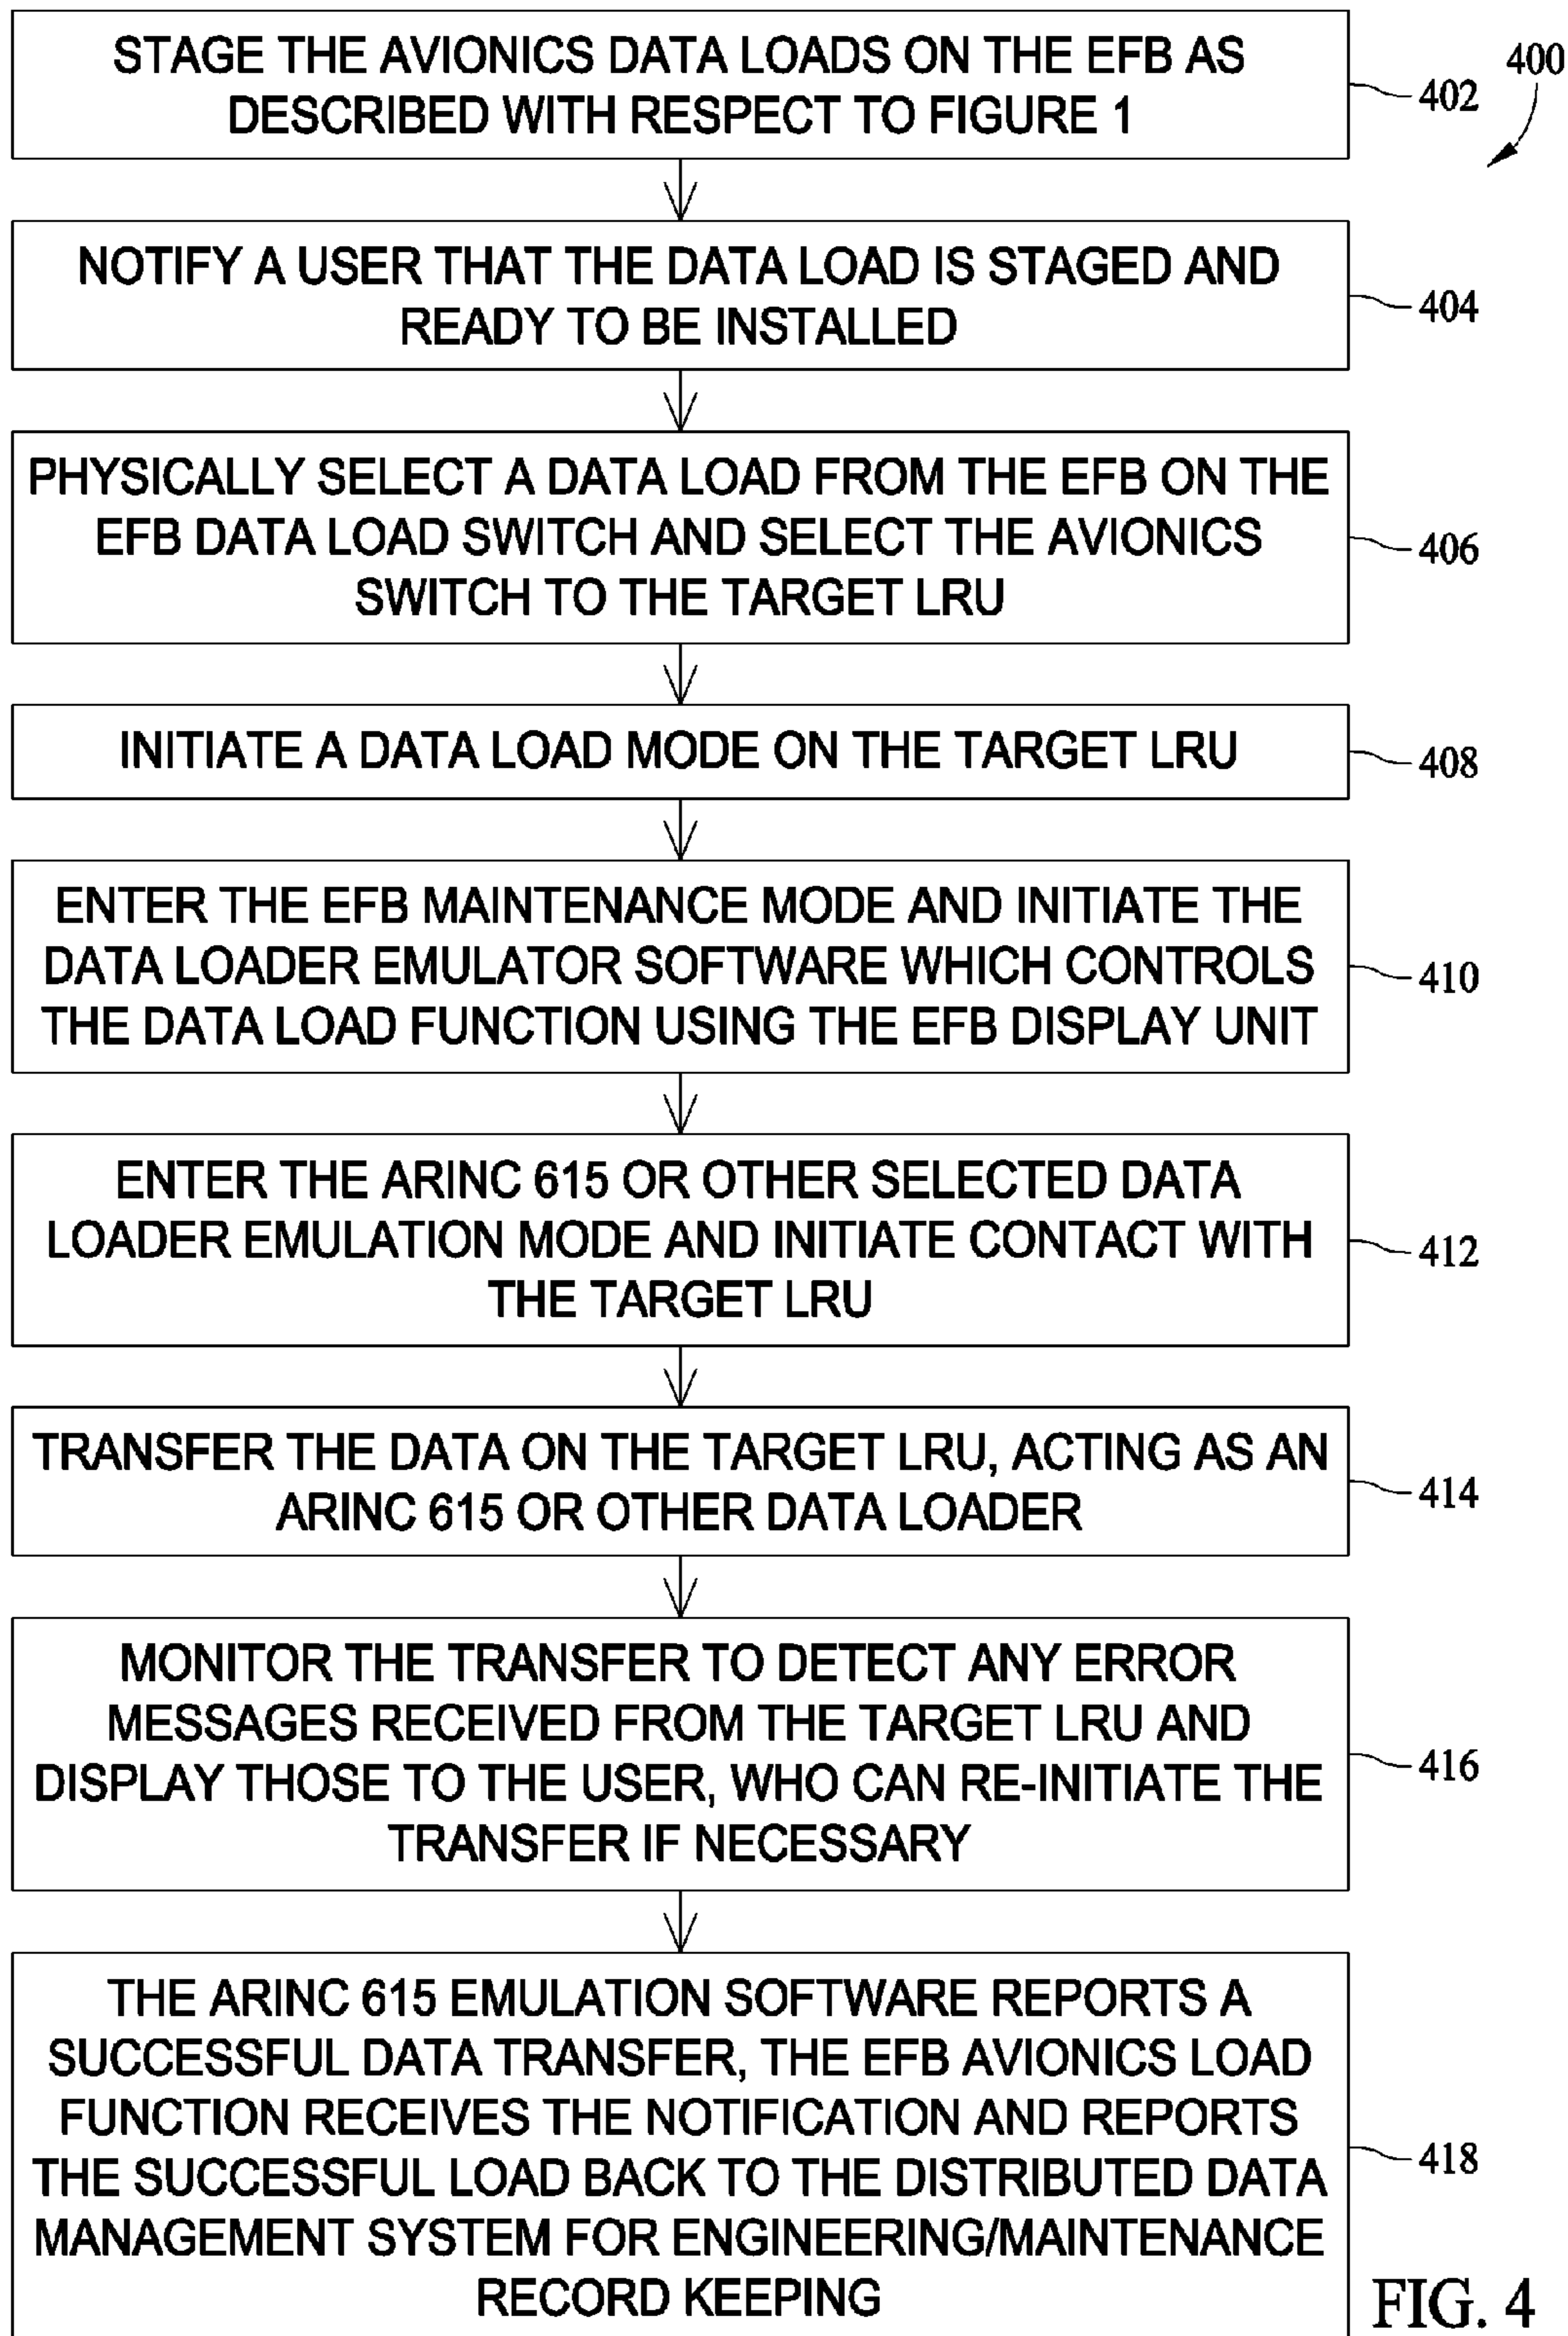 STAGE THE AVIONICS DATA LOADS ON THE EFB AS
DESCRIBED WITH RESPECT TO FIGURE 1
402
400
NOTIFY A USER THAT THE DATA LOAD IS STAGED AND
READY TO BE INSTALLED
404
PHYSICALLY SELECT A DATA LOAD FROM THE EFB ON THE
EFB DATA LOAD SWITCH AND SELECT THE AVIONICS
SWITCH TO THE TARGET LRU
406
INITIATE A DATA LOAD MODE ON THE TARGET LRU
408
ENTER THE EFB MAINTENANCE MODE AND INITIATE THE
DATA LOADER EMULATOR SOFTWARE WHICH CONTROLS
THE DATA LOAD FUNCTION USING THE EFB DISPLAY UNIT
410
ENTER THE ARINC 615 OR OTHER SELECTED DATA
LOADER EMULATION MODE AND INITIATE CONTACT WITH
THE TARGET LRU
412
TRANSFER THE DATA ON THE TARGET LRU, ACTING AS AN
ARINC 615 OR OTHER DATA LOADER
414
MONITOR THE TRANSFER TO DETECT ANY ERROR
MESSAGES RECEIVED FROM THE TARGET LRU AND
DISPLAY THOSE TO THE USER, WHO CAN RE-INITIATE THE
TRANSFER IF NECESSARY
416
THE ARINC 615 EMULATION SOFTWARE REPORTS A
SUCCESSFUL DATA TRANSFER, THE EFB AVIONICS LOAD
FUNCTION RECEIVES THE NOTIFICATION AND REPORTS
THE SUCCESSFUL LOAD BACK TO THE DISTRIBUTED DATA
MANAGEMENT SYSTEM FOR ENGINEERING/MAINTENANCE
RECORD KEEPING
418
FIG. 4